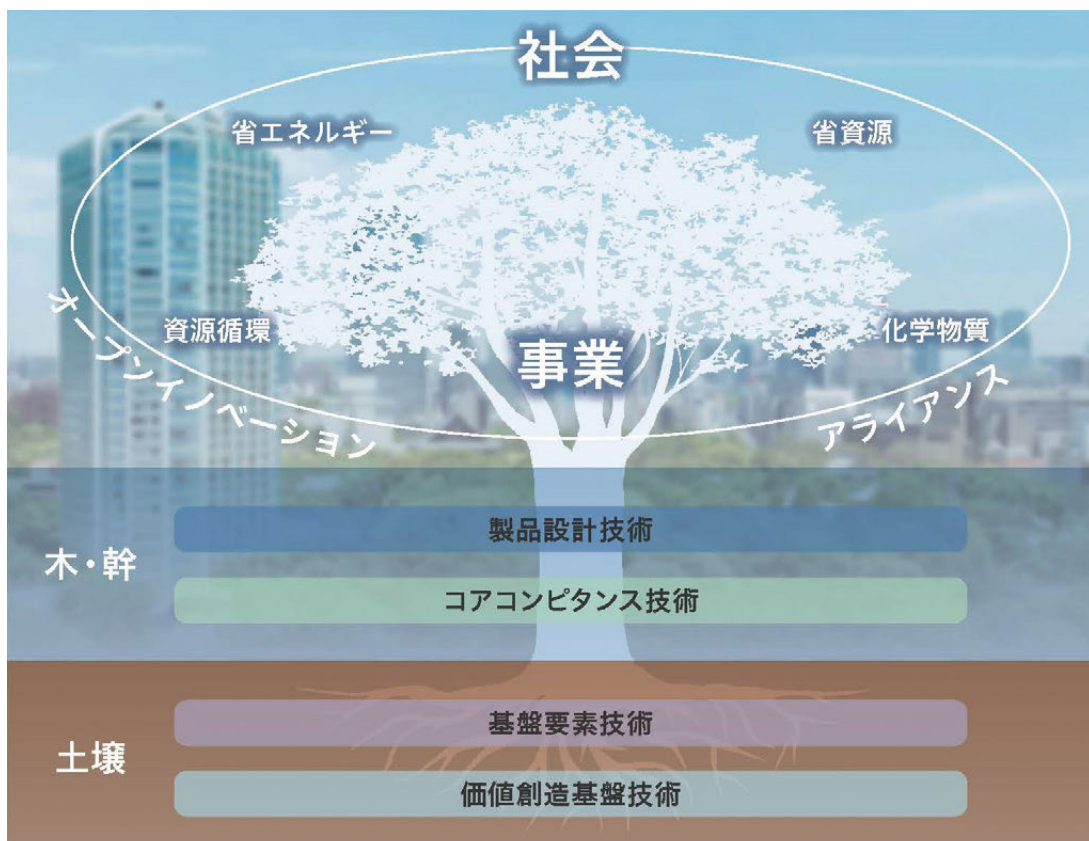 社会
省エネルギー
省資源
資源循環
化学物質
事業
オープンイノベーション
アライアンス
木・幹
製品設計技術
コアコンピタンス技術
土壌
基盤要素技術
価値創造基盤技術